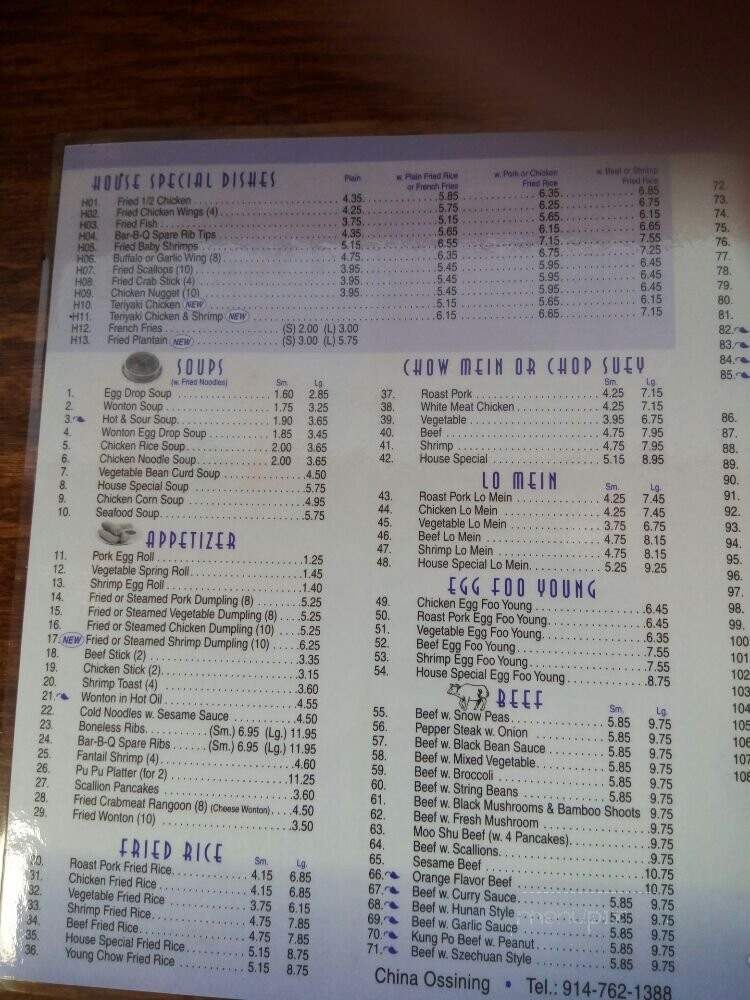 HOUSE SPECIAL DISHES
Plain w. Plain Fried Rice or French Fries w. Pork or Chicken Fried Rice w. Beef or Shrimp Fried Rice
H01. Fried 1/2 Chicken 4.35 5.85 6.35 6.85
H02. Fried Chicken Wings (4) 4.25 5.75 6.25 6.75
H03. Fried Fish 3.75 5.15 5.65 6.15
H04. Bar-B-Q Spare Rib Tips 4.35 5.65 6.15 6.65
H05. Fried Baby Shrimps 5.15 6.55 7.15 7.55
H06. Buffalo or Garlic Wing (8) 4.75 6.35 6.75 7.25
H07. Fried Scallops (10) 3.95 5.45 5.95 6.45
H08. Fried Crab Stick (4) 3.95 5.45 5.95 6.45
H09. Chicken Nugget (10) 3.95 5.45 5.95 6.45
H10. Teriyaki Chicken NEW 5.15 5.65 6.15
•H11. Teriyaki Chicken & Shrimp NEW 6.15 6.65 7.15
H12. French Fries (S) 2.00 (L) 3.00
H13. Fried Plantain NEW (S) 3.00 (L) 5.75
SOUPS
(w. Fried Noodles) Sm. Lg.
1. Egg Drop Soup 1.60 2.85
2. Wonton Soup 1.75 3.25
3. Hot & Sour Soup 1.90 3.65
4. Wonton Egg Drop Soup 1.85 3.45
5. Chicken Rice Soup 2.00 3.65
6. Chicken Noodle Soup 2.00 3.65
7. Vegetable Bean Curd Soup 4.50
8. House Special Soup 5.75
9. Chicken Corn Soup 4.95
10. Seafood Soup 5.75
APPETIZER
11. Pork Egg Roll 1.25
12. Vegetable Spring Roll 1.45
13. Shrimp Egg Roll 1.40
14. Fried or Steamed Pork Dumpling (8) 5.25
15. Fried or Steamed Vegetable Dumpling (8) 5.25
16. Fried or Steamed Chicken Dumpling (10) 5.25
17. NEW Fried or Steamed Shrimp Dumpling (10) 6.25
18. Beef Stick (2) 3.35
19. Chicken Stick (2) 3.15
20. Shrimp Toast (4) 3.60
21. Wonton in Hot Oil 4.55
22. Cold Noodles w. Sesame Sauce 4.50
23. Boneless Ribs (Sm.) 6.95 (Lg.) 11.95
24. Bar-B-Q Spare Ribs (Sm.) 6.95 (Lg.) 11.95
25. Fantail Shrimp (4) 4.60
26. Pu Pu Platter (for 2) 11.25
27. Scallion Pancakes 3.60
28. Fried Crabmeat Rangoon (8) (Cheese Wonton) 4.50
29. Fried Wonton (10) 3.50
FRIED RICE
Sm. Lg.
30. Roast Pork Fried Rice 4.15 6.85
31. Chicken Fried Rice 4.15 6.85
32. Vegetable Fried Rice 3.75 6.15
33. Shrimp Fried Rice 4.75 7.85
34. Beef Fried Rice 4.75 7.85
35. House Special Fried Rice 5.15 8.75
36. Young Chow Fried Rice 5.15 8.75
CHOW MEIN OR CHOP SUEY
Sm. Lg.
37. Roast Pork 4.25 7.15
38. White Meat Chicken 4.25 7.15
39. Vegetable 3.95 6.75
40. Beef 4.75 7.95
41. Shrimp 4.75 7.95
42. House Special 5.15 8.95
LO MEIN
Sm. Lg.
43. Roast Pork Lo Mein 4.25 7.45
44. Chicken Lo Mein 4.25 7.45
45. Vegetable Lo Mein 3.75 6.75
46. Beef Lo Mein 4.75 8.15
47. Shrimp Lo Mein 4.75 8.15
48. House Special Lo Mein 5.25 9.25
EGG FOO YOUNG
49. Chicken Egg Foo Young 6.45
50. Roast Pork Egg Foo Young 6.45
51. Vegetable Egg Foo Young 6.35
52. Beef Egg Foo Young 7.55
53. Shrimp Egg Foo Young 7.55
54. House Special Egg Foo Young 8.75
BEEF
Sm. Lg.
55. Beef w. Snow Peas 5.85 9.75
56. Pepper Steak w. Onion 5.85 9.75
57. Beef w. Black Bean Sauce 5.85 9.75
58. Beef w. Mixed Vegetable 5.85 9.75
59. Beef w. Broccoli 5.85 9.75
60. Beef w. String Beans 5.85 9.75
61. Beef w. Black Mushrooms & Bamboo Shoots 9.75
62. Beef w. Fresh Mushroom 9.75
63. Moo Shu Beef (w. 4 Pancakes) 9.75
64. Beef w. Scallions 9.75
65. Sesame Beef 10.75
66. Orange Flavor Beef 10.75
67. Beef w. Curry Sauce 5.85 9.75
68. Beef w. Hunan Style 5.85 9.75
69. Beef w. Garlic Sauce 5.85 9.75
70. Kung Po Beef w. Peanut 5.85 9.75
71. Beef w. Szechuan Style 5.85 9.75
China Ossining • Tel.: 914-762-1388
72.
73.
74.
75.
76.
77.
78.
79.
80.
81.
82.
83.
84.
85.
86.
87.
88.
89.
90.
91.
92.
93.
94.
95.
96.
97.
98.
99.
100
101
102
103
104
105
106
107
108